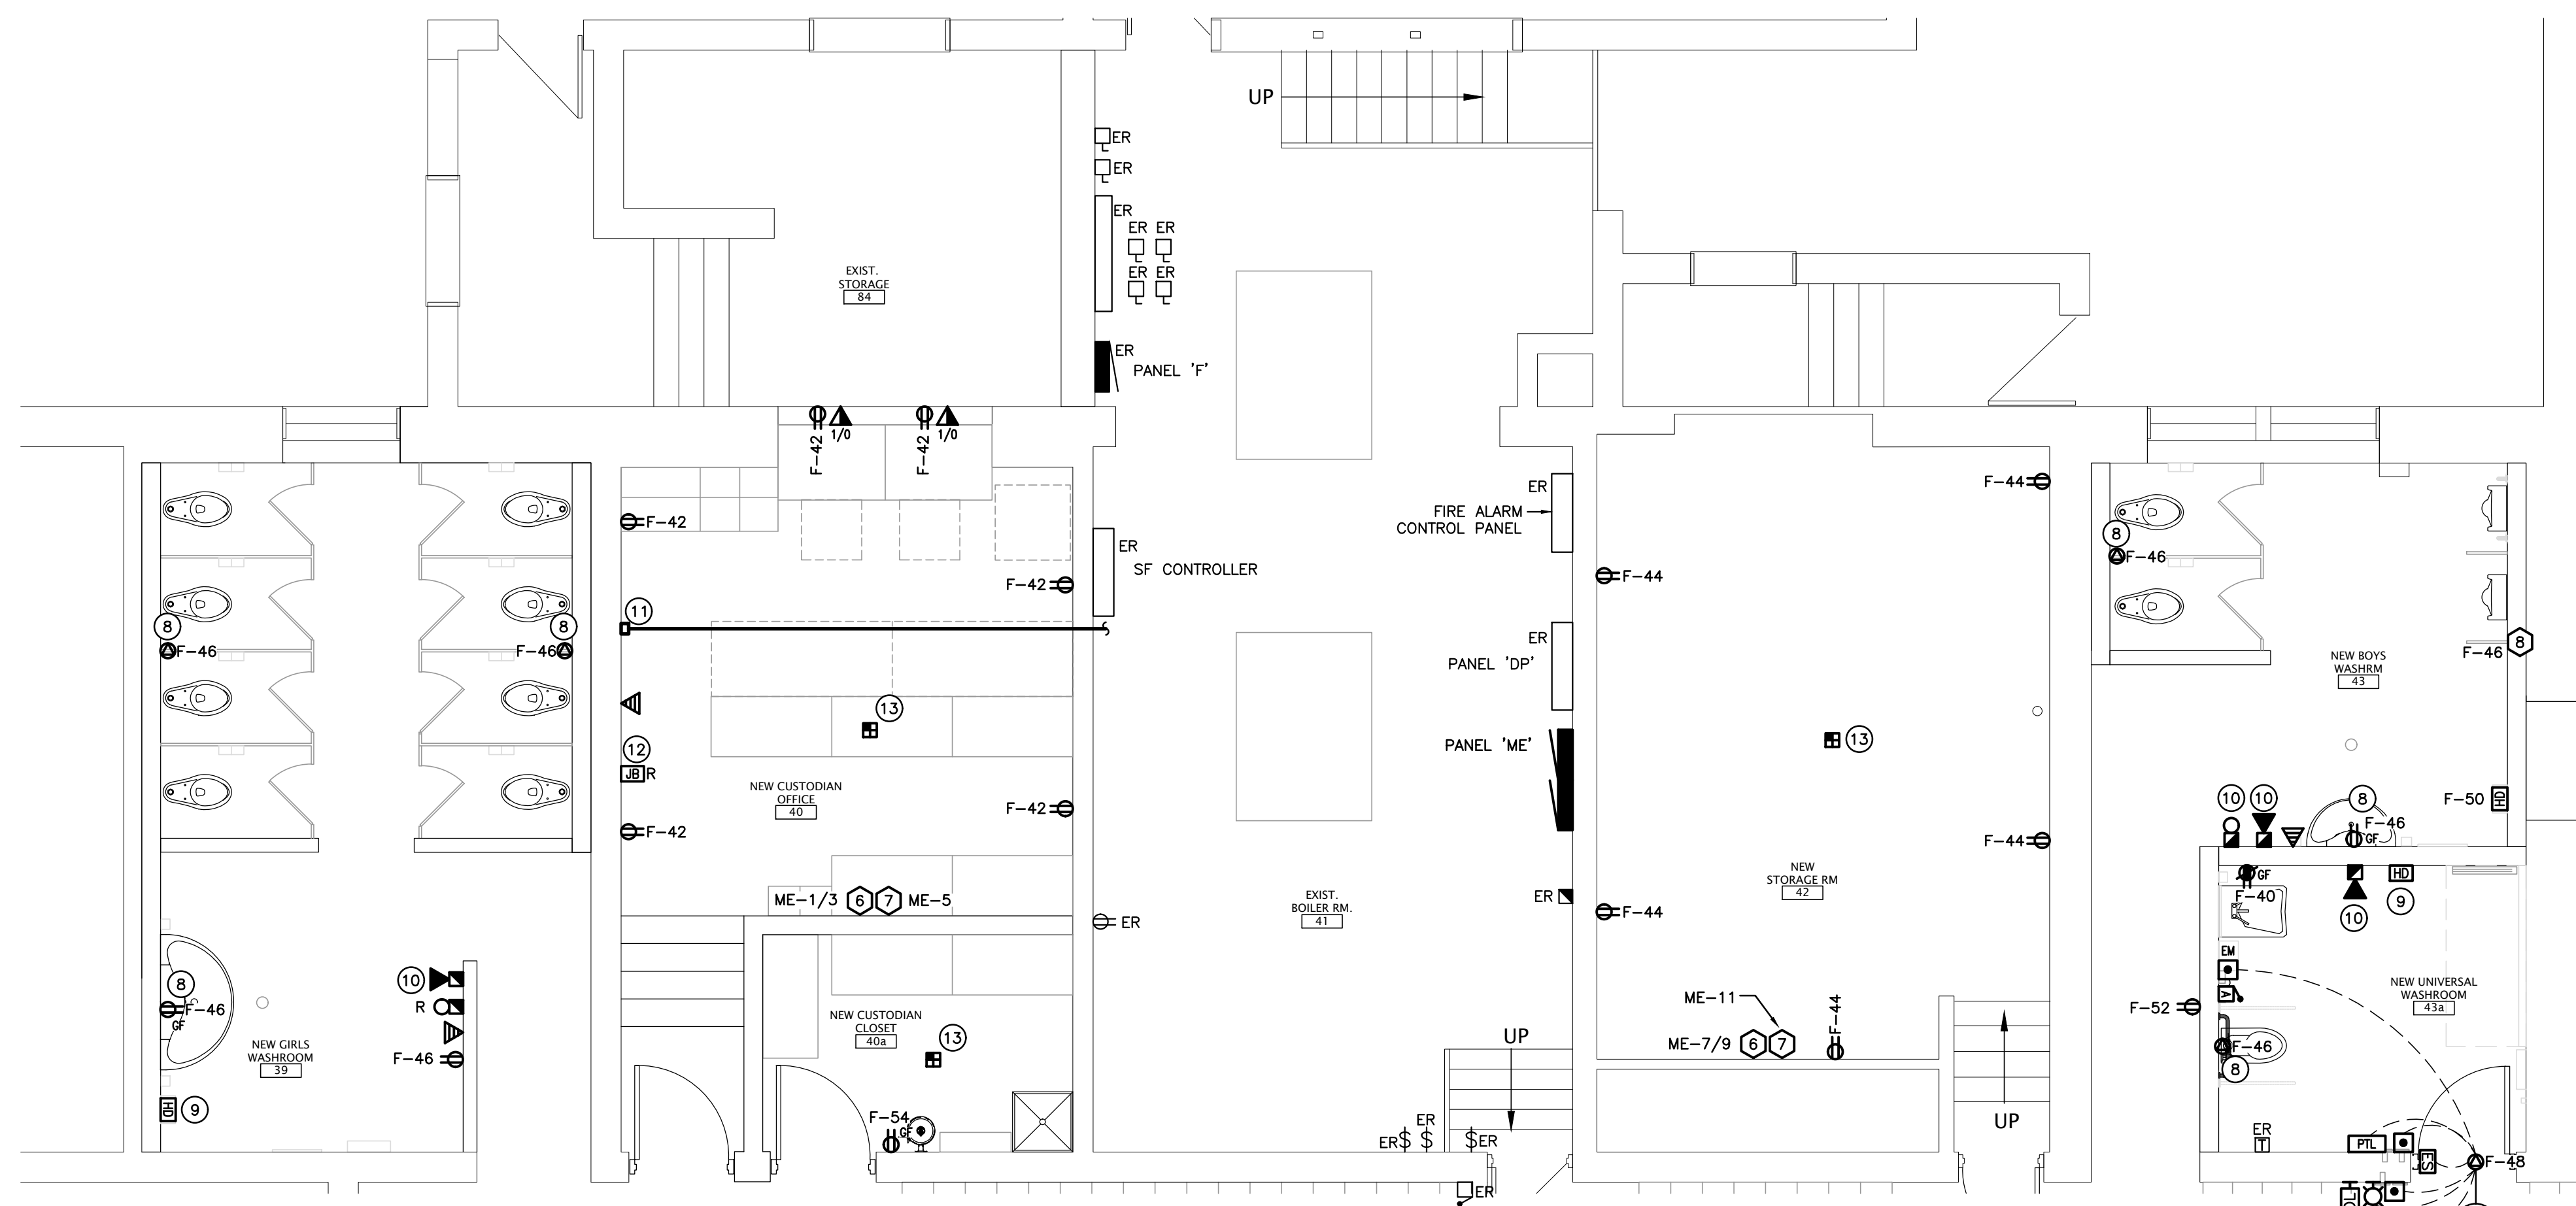 UP
ER
ER
ER
ER ER
ER ER
EXIST.
STORAGE
84
ER
PANEL 'F'
F-42
1/0
F-42
1/0
F-42
F-42
11
ER
SF CONTROLLER
13
12
JB R
NEW CUSTODIAN
OFFICE
40
F-42
F-42
ME-1/3 6 7 ME-5
ER
FIRE ALARM
CONTROL PANEL
ER
PANEL 'DP'
PANEL 'ME'
ER
EXIST.
BOILER RM.
41
ER
F-44
F-44
13
F-44
NEW
STORAGE RM
42
F-44
ME-11
ME-7/9 6 7
F-44
UP
UP
8
F-46
8
F-46
10
R
8
F-46
GF
F-46
NEW GIRLS
WASHROOM
39
HD 9
NEW CUSTODIAN
CLOSET
40a
13
F-54
GF
ER
ER
ER
ER
8
F-46
8
F-46
NEW BOYS
WASHRM
43
10 10 8
F-50 HD
F-46
GF
GF
F-40
10
HD
9
EM
A
F-52
NEW UNIVERSAL
WASHROOM
43a
F-46
8
ER
T
PTL
ES
F-48